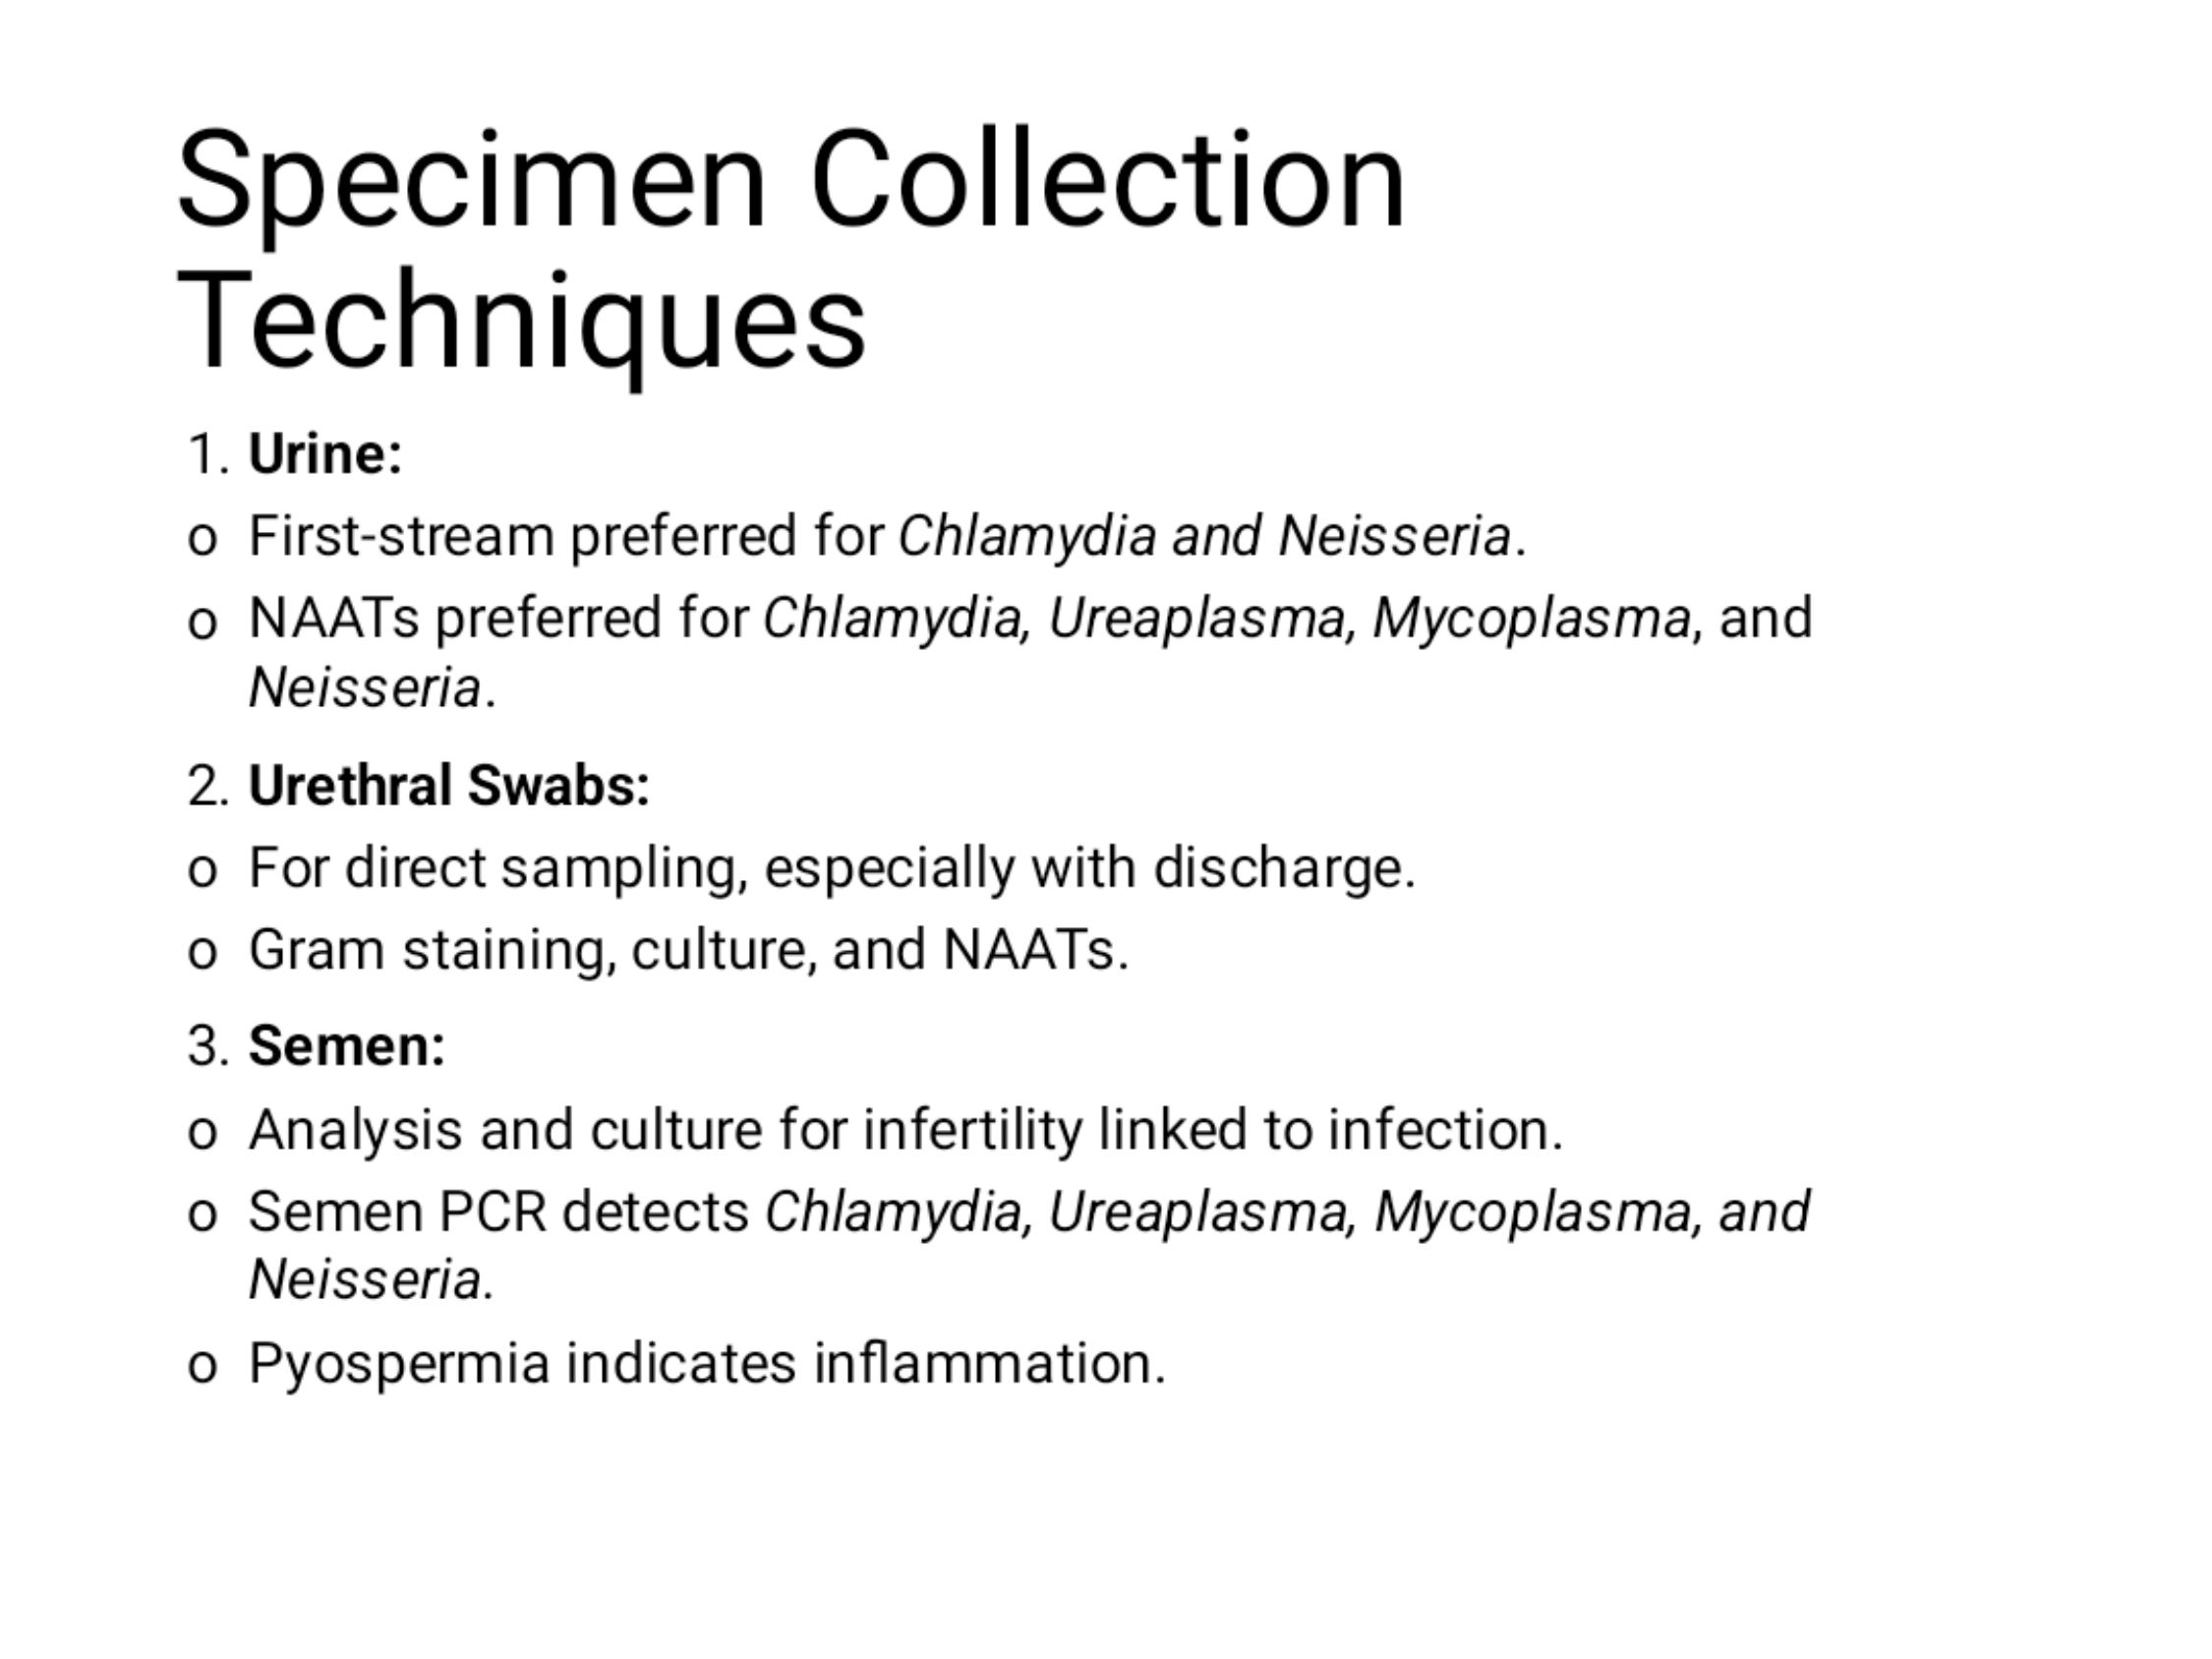 Specimen Collection
Techniques
1. Urine:
o First-stream preferred for Chlamydia and Neisseria.
o NAATs preferred for Chlamydia, Ureaplasma, Mycoplasma, and
Neisseria.
2. Urethral Swabs:
o For direct sampling, especially with discharge.
o Gram staining, culture, and NAATs.
3. Semen:
o Analysis and culture for infertility linked to infection.
o Semen PCR detects Chlamydia, Ureaplasma, Mycoplasma, and
Neisseria.
o Pyospermia indicates inflammation.